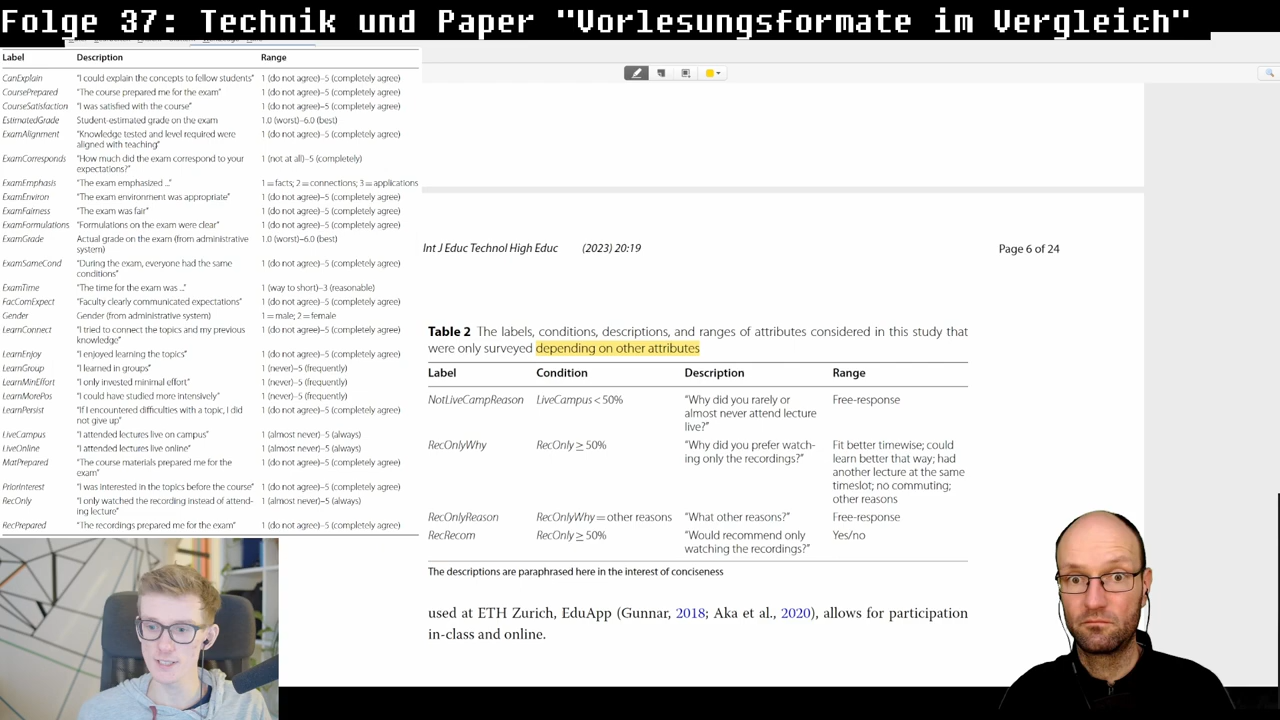 Folge 37: Technik und Paper "Vorlesungsformate im Vergleich"
Label Description Range
CanExplain "I could explain the concepts to fellow students" 1 (do not agree)–5 (completely agree)
CoursePrepared "The course prepared me for the exam" 1 (do not agree)–5 (completely agree)
CourseSatisfaction "I was satisfied with the course" 1 (do not agree)–5 (completely agree)
EstimatedGrade Student-estimated grade on the exam 1.0 (worst)–6.0 (best)
ExamAlignment "Knowledge tested and level required were 1 (do not agree)–5 (completely agree)
aligned with teaching"
ExamCorresponds "How much did the exam correspond to your 1 (not at all)–5 (completely)
expectations?"
ExamEmphasis "The exam emphasized ..." 1 = facts; 2 = connections; 3 = applications
ExamEnviron "The exam environment was appropriate" 1 (do not agree)–5 (completely agree)
ExamFairness "The exam was fair" 1 (do not agree)–5 (completely agree)
ExamFormulations "Formulations on the exam were clear" 1 (do not agree)–5 (completely agree)
ExamGrade Actual grade on the exam (from administrative 1.0 (worst)–6.0 (best)
system)
ExamSameCond "During the exam, everyone had the same 1 (do not agree)–5 (completely agree)
conditions"
ExamTime "The time for the exam was ..." 1 (way to short)–3 (reasonable)
FacComExpect "Faculty clearly communicated expectations" 1 (do not agree)–5 (completely agree)
Gender Gender (from administrative system) 1 = male; 2 = female
LearnConnect "I tried to connect the topics and my previous 1 (do not agree)–5 (completely agree)
knowledge"
LearnEnjoy "I enjoyed learning the topics" 1 (do not agree)–5 (completely agree)
LearnGroup "I learned in groups" 1 (never)–5 (frequently)
LearnMinEffort "I only invested minimal effort" 1 (never)–5 (frequently)
LearnMorePos "I could have studied more intensively" 1 (never)–5 (frequently)
LearnPersist "If I encountered difficulties with a topic, I did 1 (do not agree)–5 (completely agree)
not give up"
LiveCampus "I attended lectures live on campus" 1 (almost never)–5 (always)
LiveOnline "I attended lectures live online" 1 (almost never)–5 (always)
MatPrepared "The course materials prepared me for the 1 (do not agree)–5 (completely agree)
exam"
PriorInterest "I was interested in the topics before the course" 1 (do not agree)–5 (completely agree)
RecOnly "I only watched the recording instead of attend- 1 (almost never)–5 (always)
ing lecture"
RecPrepared "The recordings prepared me for the exam" 1 (do not agree)–5 (completely agree)
Int J Educ Technol High Educ (2023) 20:19 Page 6 of 24
Table 2 The labels, conditions, descriptions, and ranges of attributes considered in this study that
were only surveyed depending on other attributes
Label Condition Description Range
NotLiveCampReason LiveCampus < 50% "Why did you rarely or Free-response
almost never attend lecture
live?"
RecOnlyWhy RecOnly ≥ 50% "Why did you prefer watch- Fit better timewise; could
ing only the recordings?" learn better that way; had
another lecture at the same
timeslot; no commuting;
other reasons
RecOnlyReason RecOnlyWhy = other reasons "What other reasons?" Free-response
RecRecom RecOnly ≥ 50% "Would recommend only Yes/no
watching the recordings?"
The descriptions are paraphrased here in the interest of conciseness
used at ETH Zurich, EduApp (Gunnar, 2018; Aka et al., 2020), allows for participation
in-class and online.